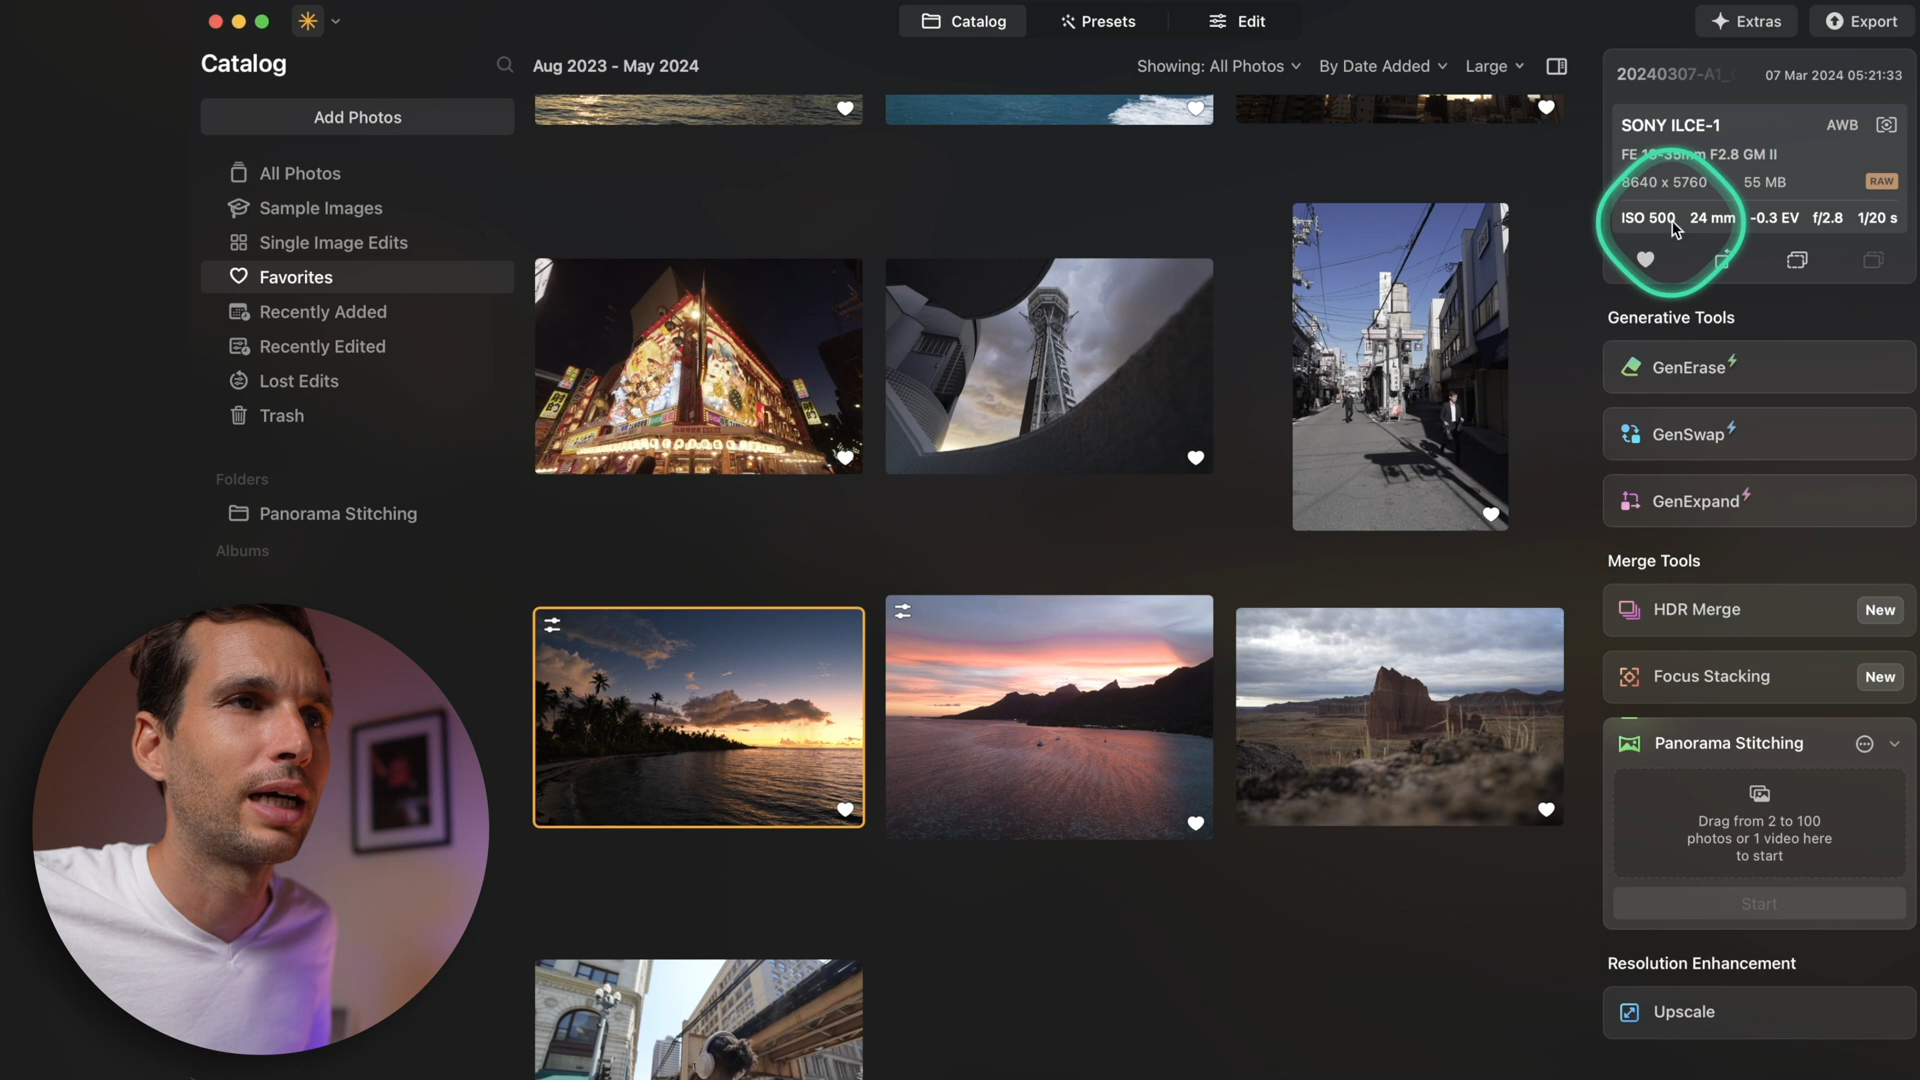 Catalog
Presets
Edit
Extras
Export
Catalog
Aug 2023 - May 2024
Showing: All Photos
By Date Added
Large
Add Photos
All Photos
Sample Images
Single Image Edits
Favorites
Recently Added
Recently Edited
Lost Edits
Trash
Folders
Panorama Stitching
Albums
20240307-A1_
07 Mar 2024 05:21:33
SONY ILCE-1
AWB
FE 16-35mm F2.8 GM II
8640 x 5760
55 MB
RAW
ISO 500
24 mm
-0.3 EV
f/2.8
1/20 s
Generative Tools
GenErase
GenSwap
GenExpand
Merge Tools
HDR Merge
New
Focus Stacking
New
Panorama Stitching
Drag from 2 to 100
photos or 1 video here
to start
Start
Resolution Enhancement
Upscale